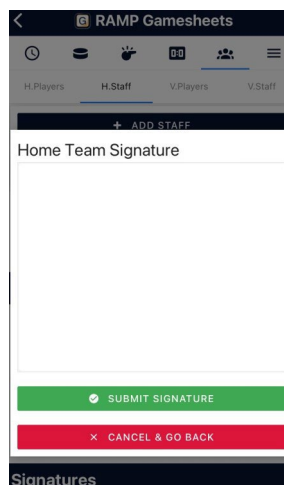 G RAMP Gamesheets
0:0
H.Players H.Staff V.Players V.Staff
+ ADD STAFF
Home Team Signature
SUBMIT SIGNATURE
× CANCEL & GO BACK
Signatures